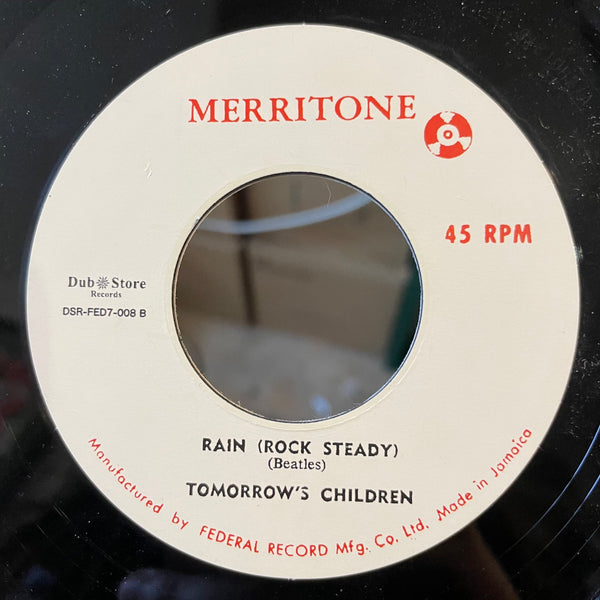 MERRITONE
45 RPM
Dub Store
Records
DSR-FED7-008 B
RAIN (ROCK STEADY)
(Beatles)
TOMORROW'S CHILDREN
Manufactured by FEDERAL RECORD Mfg. Co. Ltd. Made in Jamaica